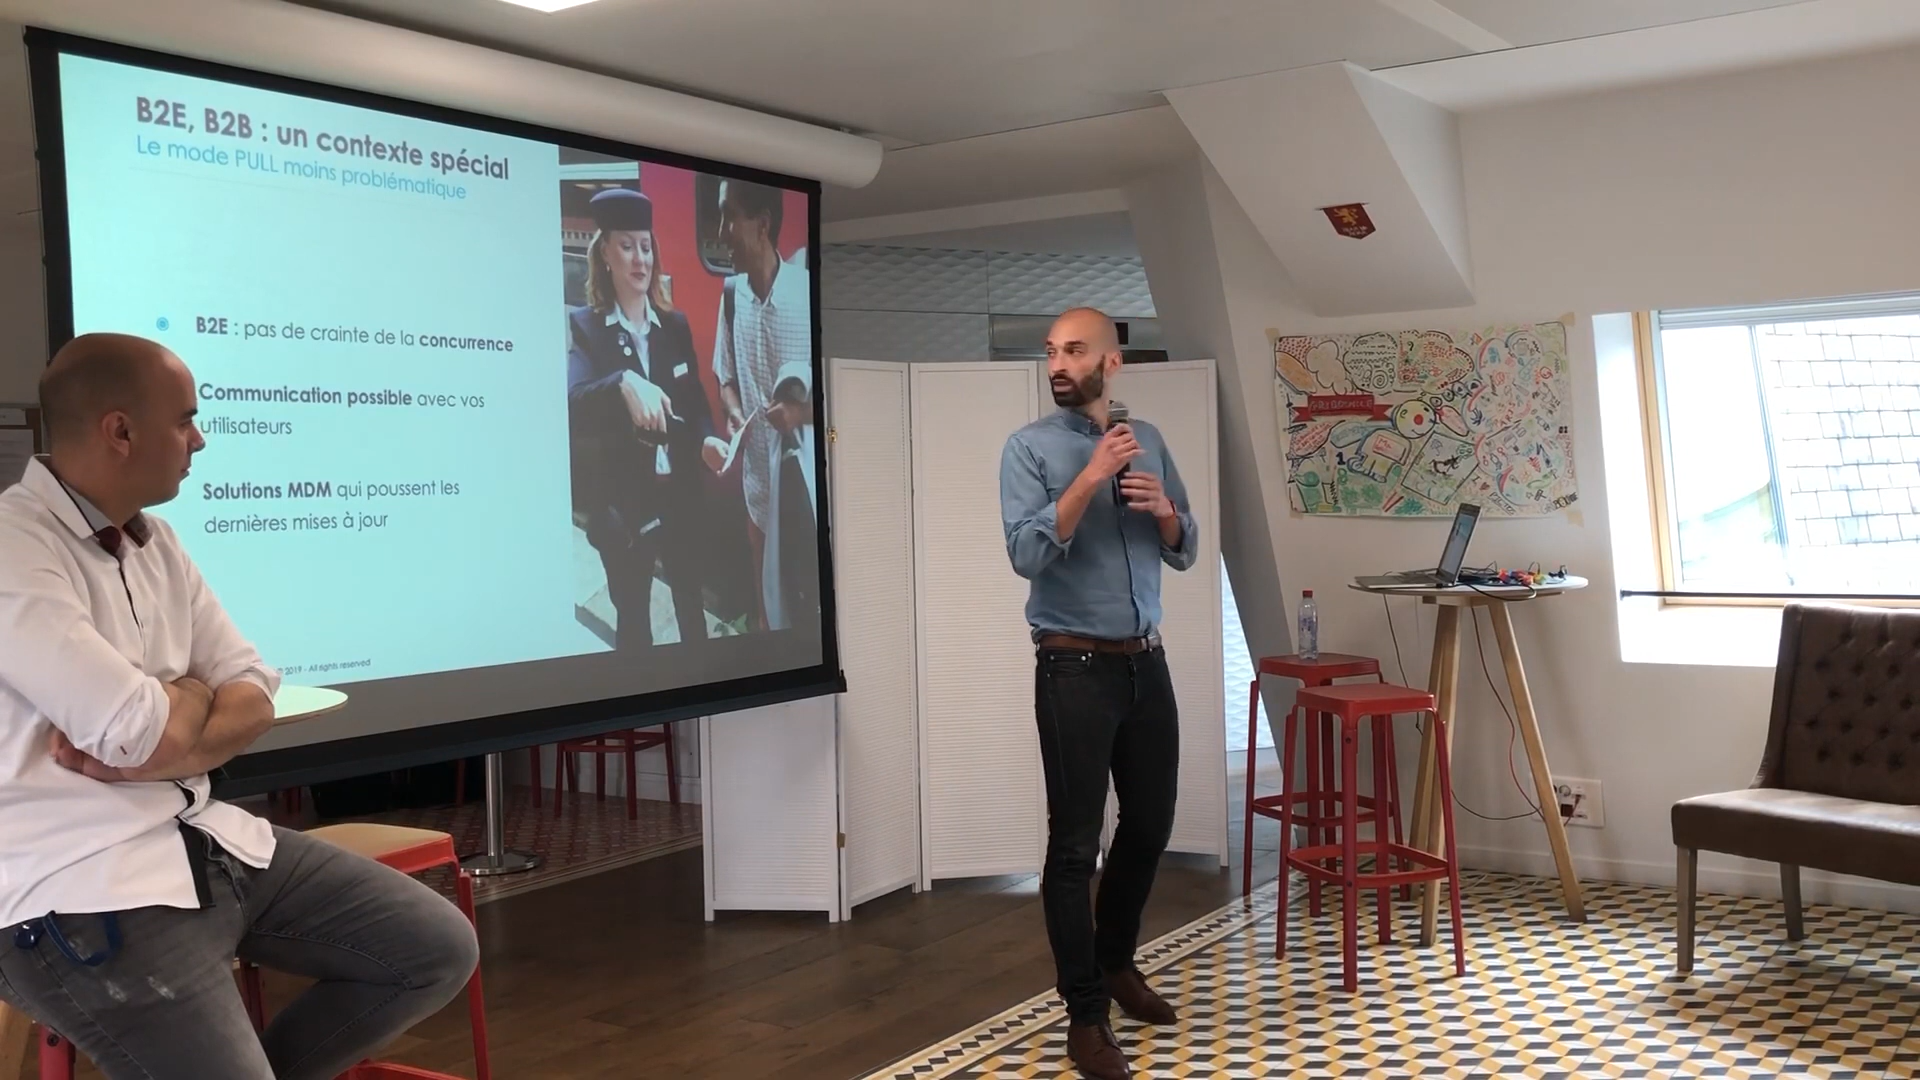 B2E, B2B : un contexte spécial
Le mode PULL moins problématique
B2E : pas de crainte de la concurrence
Communication possible avec vos
utilisateurs
Solutions MDM qui poussent les
dernières mises à jour
© 2019 - All rights reserved